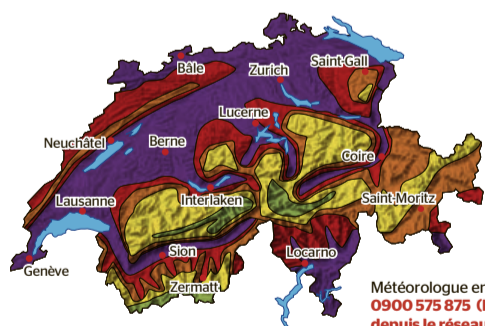 Bâle
Zurich
Saint-Gall
Lucerne
Neuchâtel
Berne
Coire
Lausanne
Interlaken
Saint-Moritz
Sion
Locarno
Genève
Zermatt
Météorologue en
0900 575 875 (
depuis le réseau